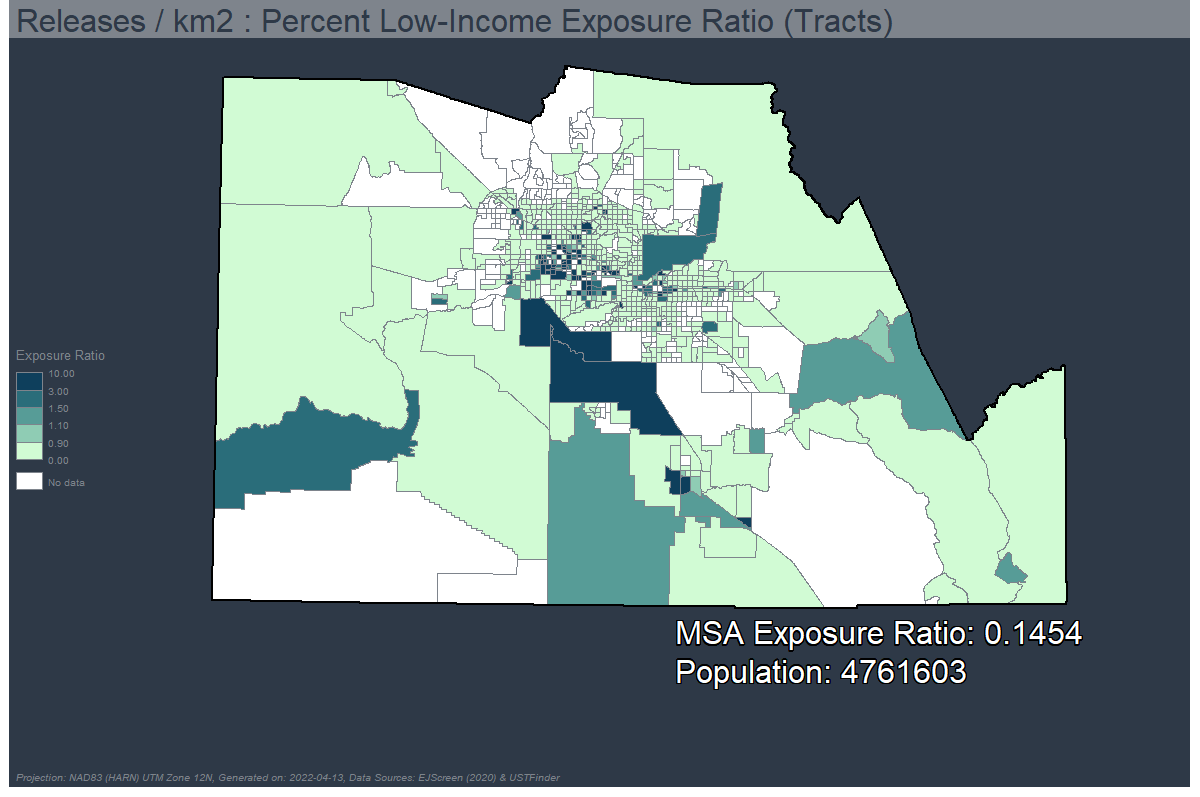 Releases / km2 : Percent Low-Income Exposure Ratio (Tracts)
Exposure Ratio
10.00
3.00
1.50
1.10
0.90
0.00
No data
MSA Exposure Ratio: 0.1454
Population: 4761603
Projection: NAD83 (HARN) UTM Zone 12N, Generated on: 2022-04-13, Data Sources: EJScreen (2020) & USTFinder